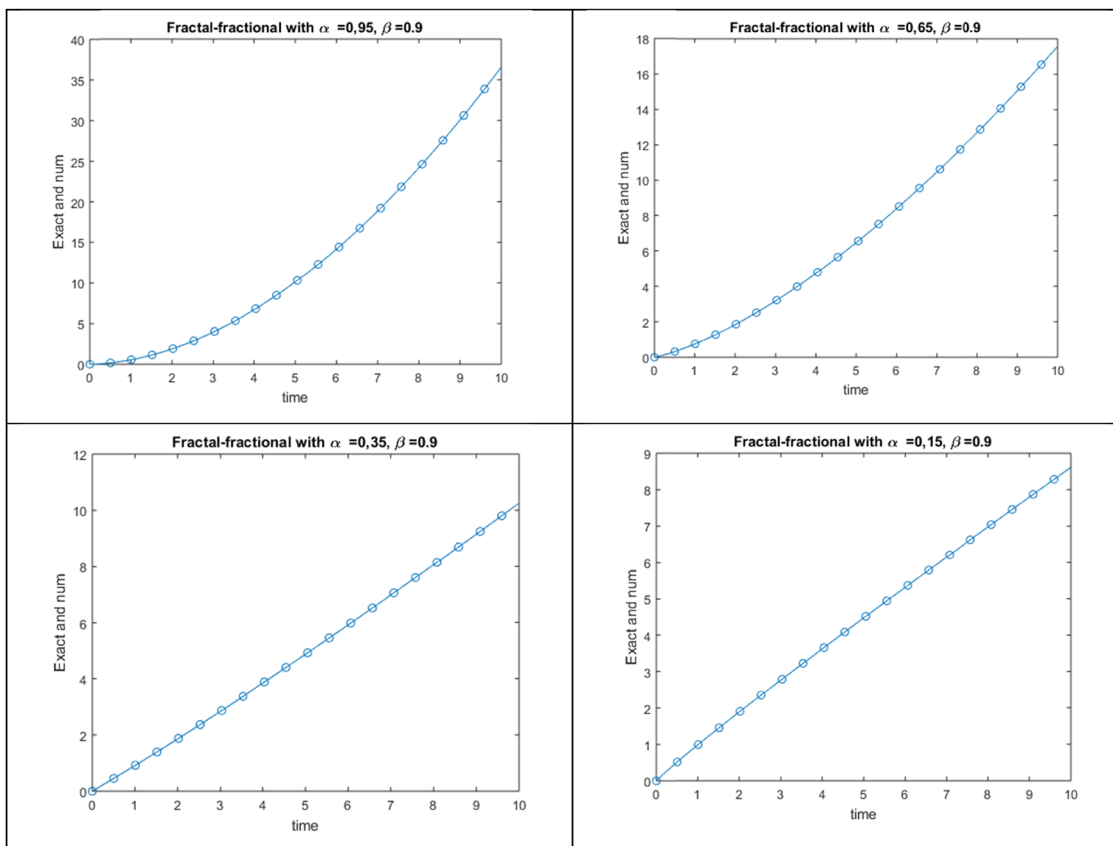 Fractal-fractional with α =0,95, β=0.9
40
35
30
25
20
15
10
5
0
Exact and num
0 1 2 3 4 5 6 7 8 9 10
time
Fractal-fractional with α =0,65, β=0.9
18
16
14
12
10
8
6
4
2
0
Exact and num
0 1 2 3 4 5 6 7 8 9 10
time
Fractal-fractional with α =0,35, β=0.9
12
10
8
6
4
2
0
Exact and num
0 1 2 3 4 5 6 7 8 9 10
time
Fractal-fractional with α =0,15, β=0.9
9
8
7
6
5
4
3
2
1
0
Exact and num
0 1 2 3 4 5 6 7 8 9 10
time